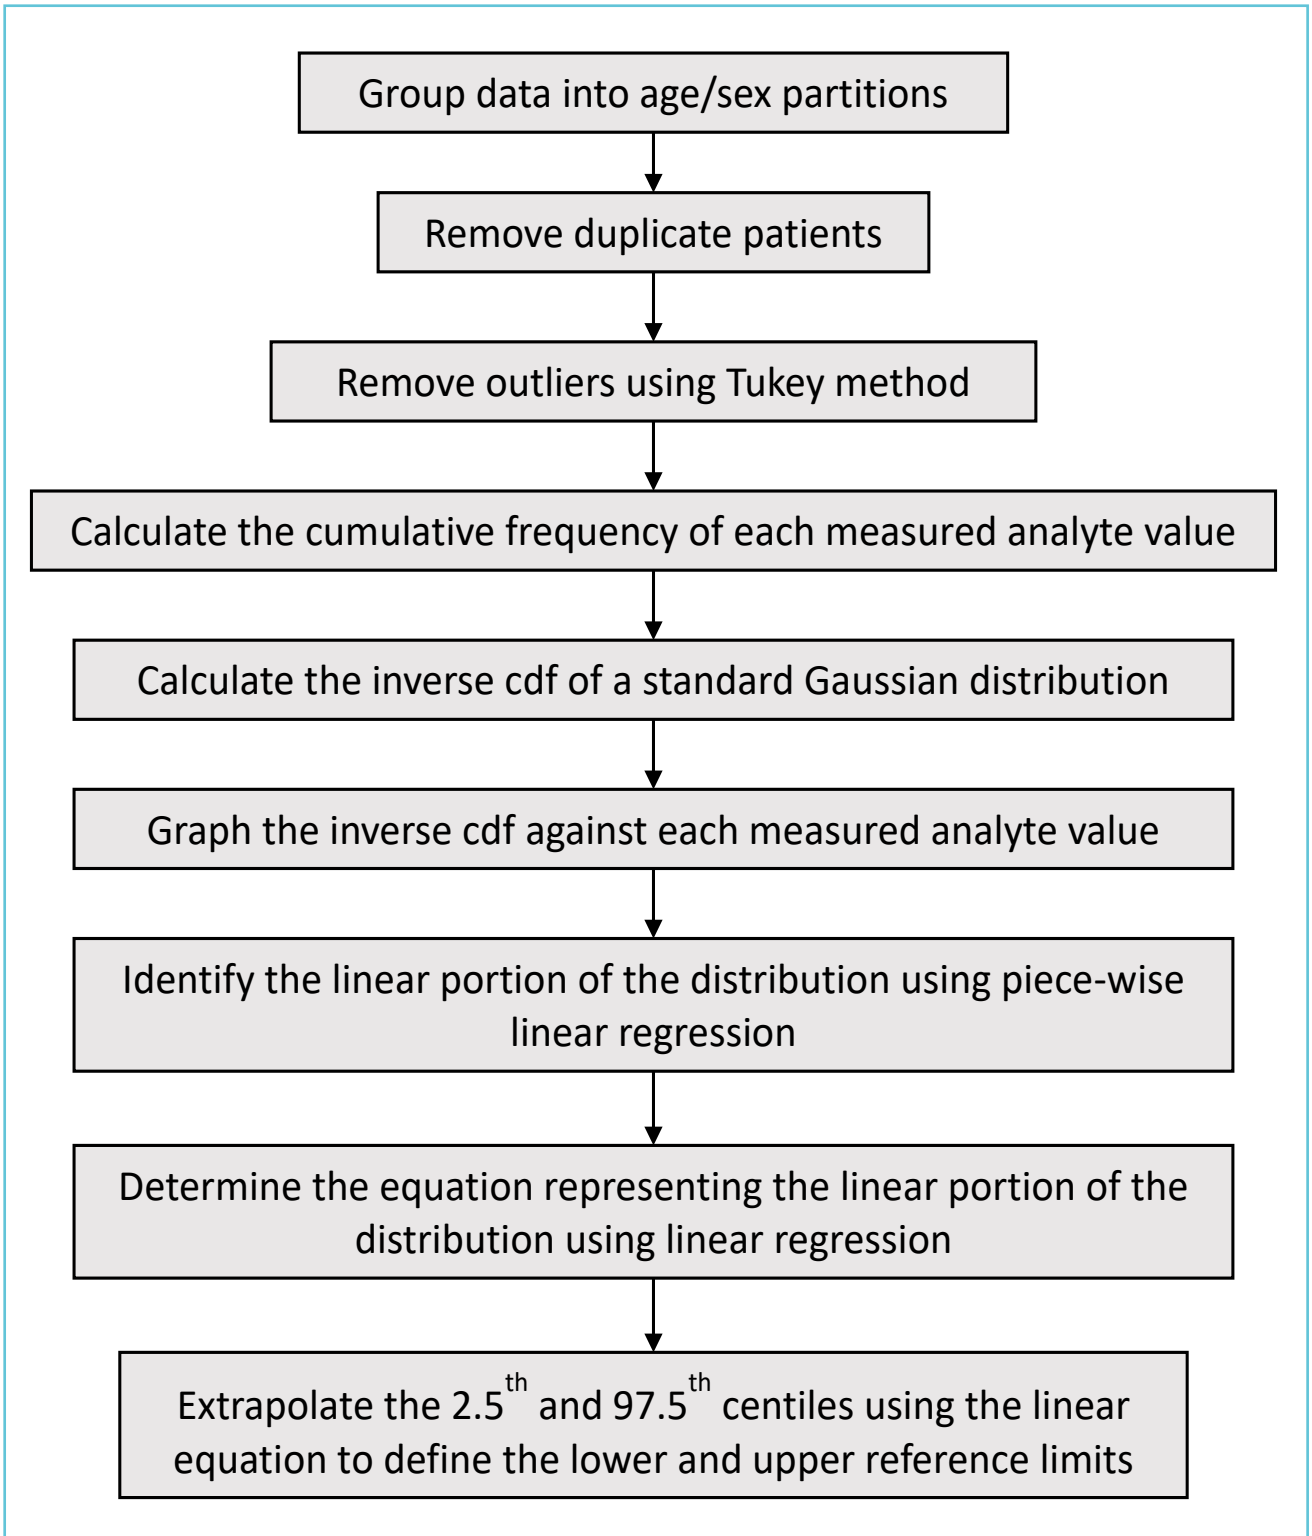 Group data into age/sex partitions
Remove duplicate patients
Remove outliers using Tukey method
Calculate the cumulative frequency of each measured analyte value
Calculate the inverse cdf of a standard Gaussian distribution
Graph the inverse cdf against each measured analyte value
Identify the linear portion of the distribution using piece-wise
linear regression
Determine the equation representing the linear portion of the
distribution using linear regression
Extrapolate the 2.5th and 97.5th centiles using the linear
equation to define the lower and upper reference limits